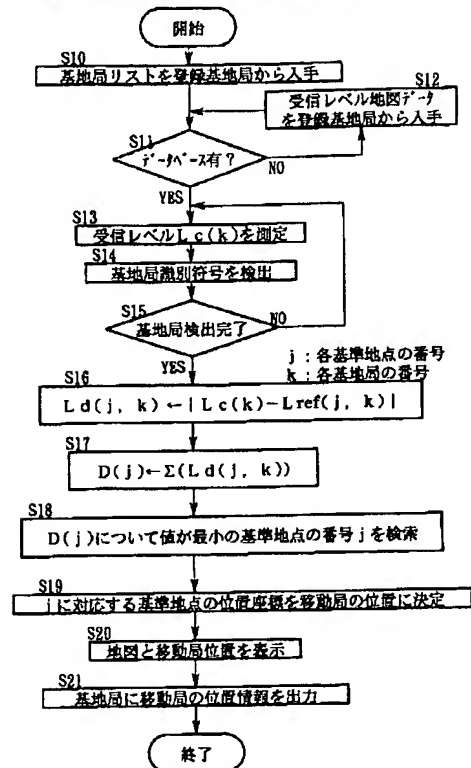 開始
S10
基地局リストを登録基地局から入手
S12
受信レベル地図データ
を登録基地局から入手
S11
データベース有?
NO
YES
S13
受信レベルLc(k)を測定
S14
基地局識別符号を検出
S15
基地局検出完了
NO
YES
j:各基準地点の番号
k:各基地局の番号
S16
Ld(j, k)←|Lc(k)−Lref(j, k)|
S17
D(j)←Σ(Ld(j, k))
S18
D(j)について値が最小の基準地点の番号jを検索
S19
jに対応する基準地点の位置座標を移動局の位置に決定
S20
地図と移動局位置を表示
S21
基地局に移動局の位置情報を出力
終了